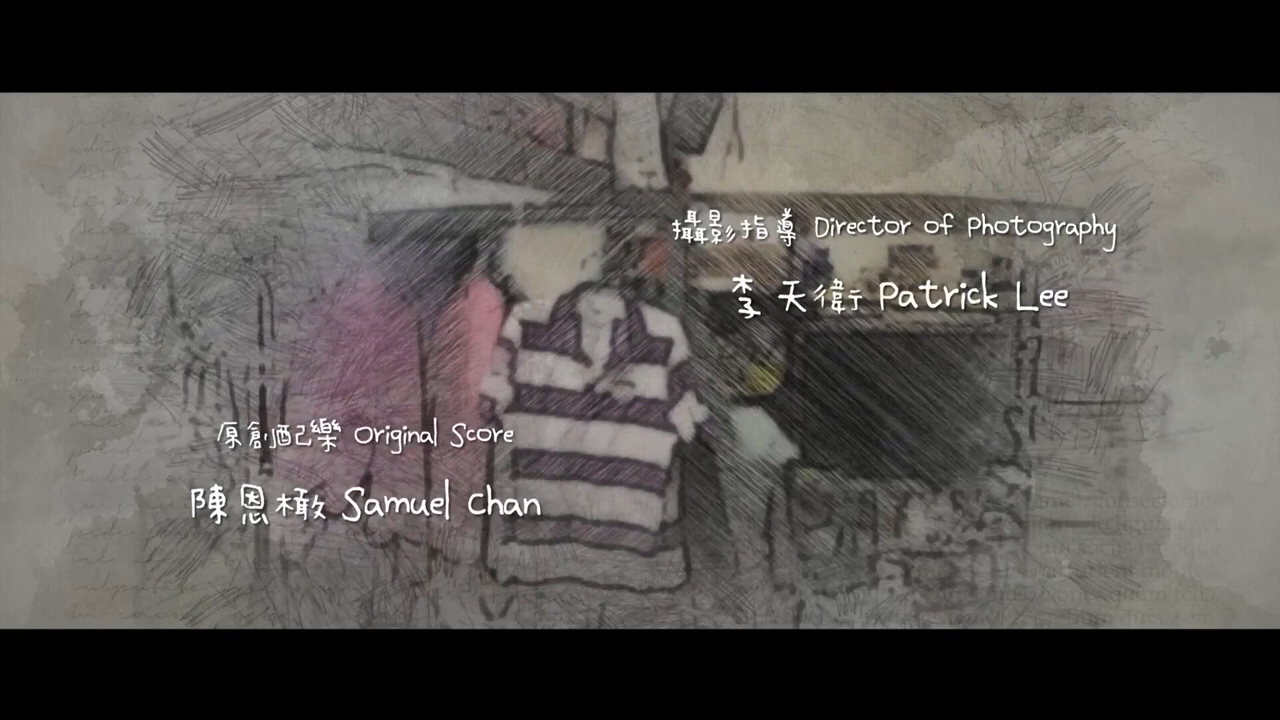 攝影指導 Director of Photography
李天衛 Patrick Lee
原創配樂 Original Score
陳恩橄 Samuel Chan